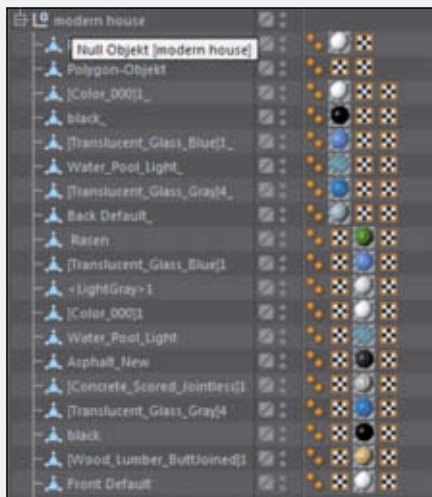 modern house
Null Objekt [modern house]
Polygon-Objekt
[Color_000]1_
black_
[Translucent_Glass_Blue]1_
Water_Pool_Light_
[Translucent_Glass_Gray]4_
Back Default_
Rasen
[Translucent_Glass_Blue]1
<LightGray>1
[Color_000]1
Water_Pool_Light
Asphalt_New
[Concrete_Scored_Jointless]1
[Translucent_Glass_Gray]4
black
[Wood_Lumber_ButtJoined]1
Front Default